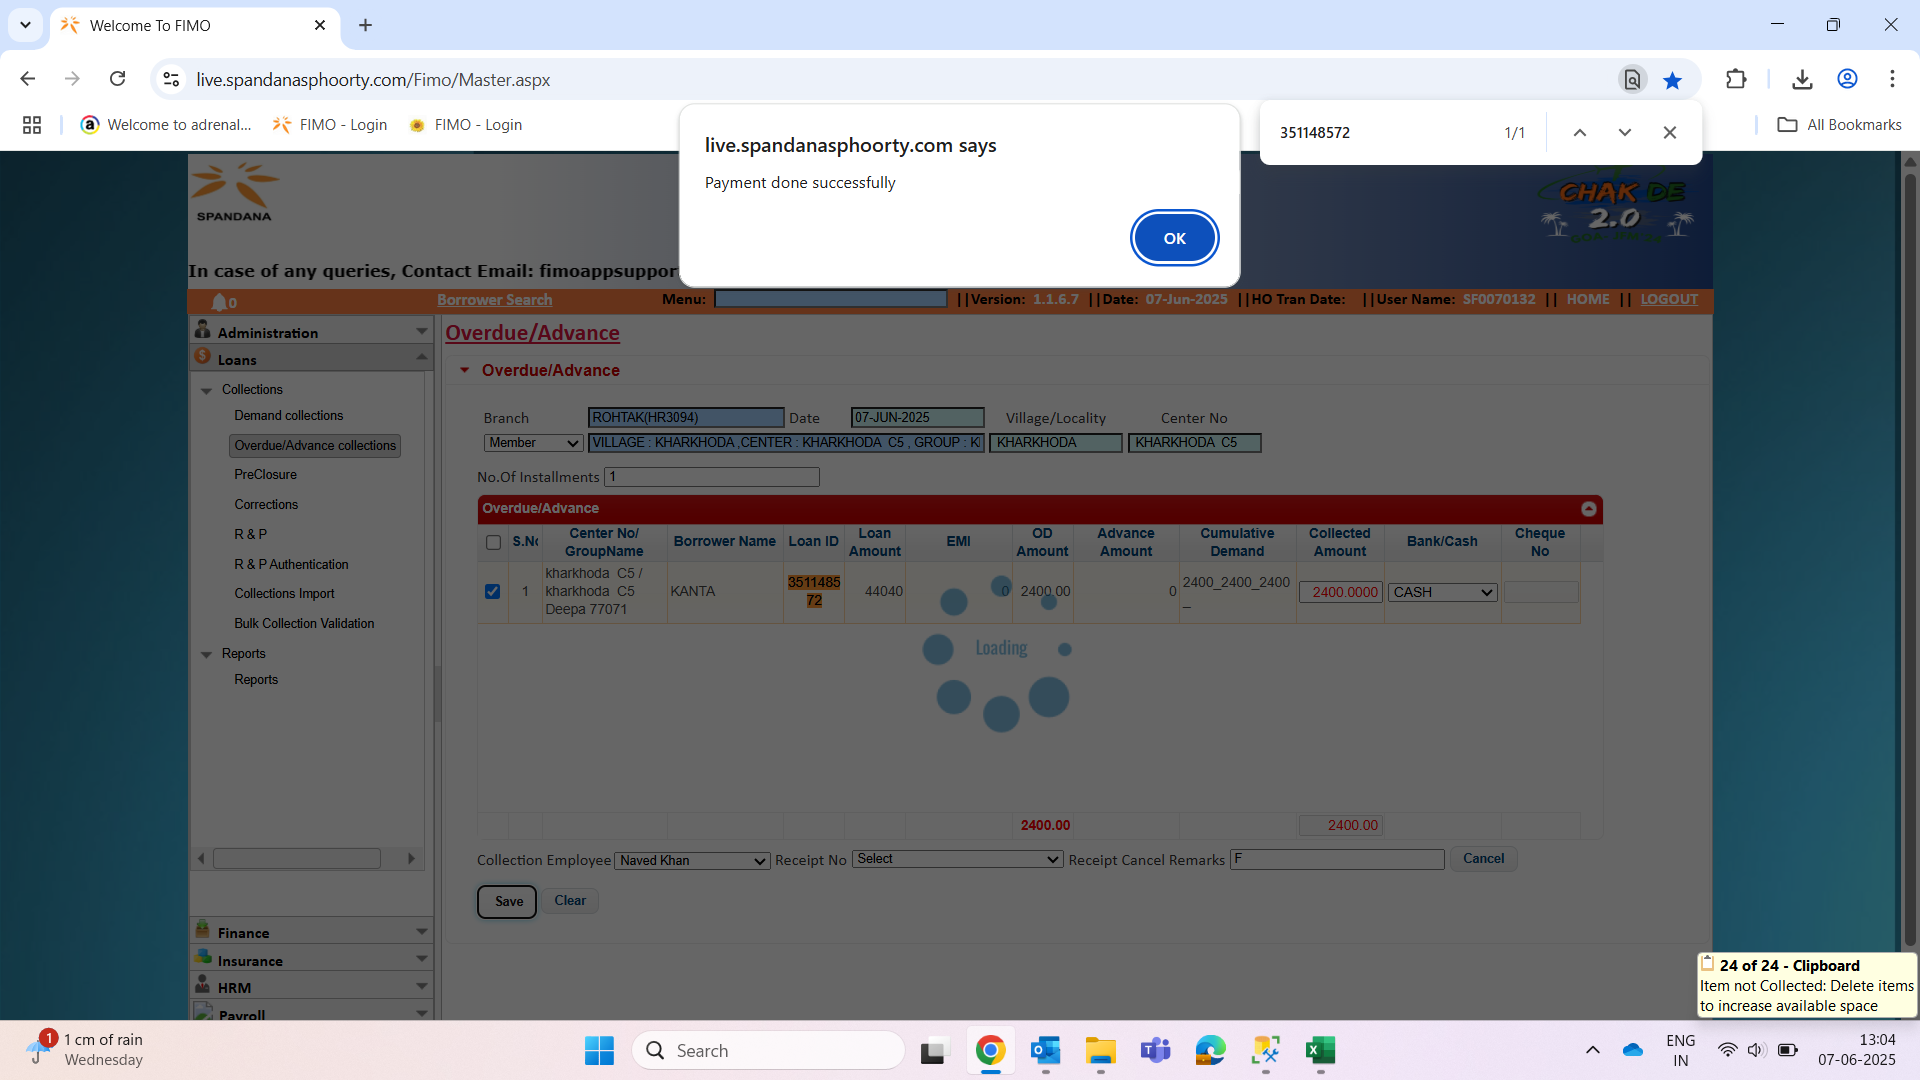 Welcome To FIMO
live.spandanasphoorty.com/Fimo/Master.aspx
Welcome to adrenal...
FIMO - Login
FIMO - Login
All Bookmarks
351148572 1/1
live.spandanasphoorty.com says
Payment done successfully
OK
SPANDANA
CHAK DE
2.0
In case of any queries, Contact Email: fimoappsuppor
0 Borrower Search Menu: ||Version: 1.1.6.7 ||Date: 07-Jun-2025 ||HO Tran Date: ||User Name: SF0070132 || HOME || LOGOUT
Administration
Loans
Collections
Demand collections
Overdue/Advance collections
PreClosure
Corrections
R & P
R & P Authentication
Collections Import
Bulk Collection Validation
Reports
Reports
Finance
Insurance
HRM
Payroll
Overdue/Advance
Overdue/Advance
Branch ROHTAK(HR3094) Date 07-JUN-2025 Village/Locality Center No
Member VILLAGE : KHARKHODA ,CENTER : KHARKHODA C5 , GROUP : K KHARKHODA KHARKHODA C5
No.Of Installments 1
Overdue/Advance
S.No Center No/ GroupName Borrower Name Loan ID Loan Amount EMI OD Amount Advance Amount Cumulative Demand Collected Amount Bank/Cash Cheque No
1 kharkhoda C5 / kharkhoda C5 Deepa 77071 KANTA 351148572 44040 0 2400.00 0 2400_2400_2400_ 2400.0000 CASH
Loading
2400.00 2400.00
Collection Employee Naved Khan Receipt No Select Receipt Cancel Remarks F Cancel
Save Clear
24 of 24 - Clipboard
Item not Collected: Delete items
to increase available space
1
1 cm of rain
Wednesday
Search
ENG
IN
13:04
07-06-2025